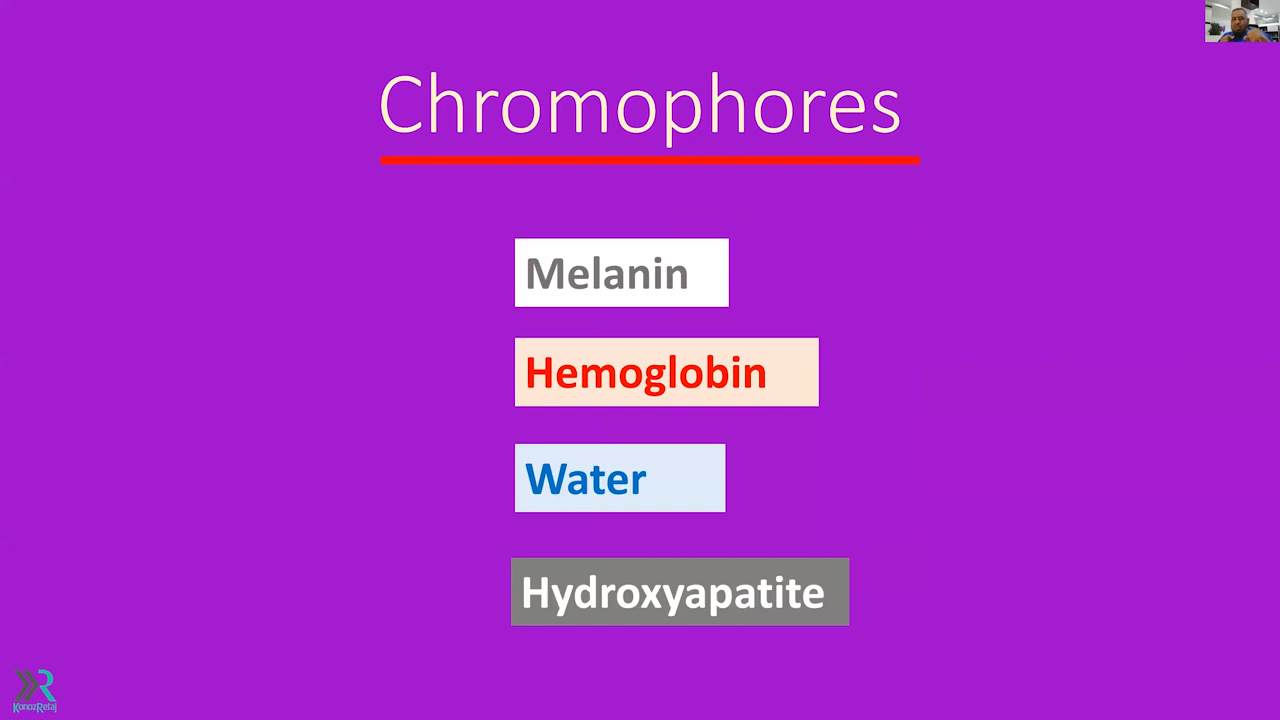 Chromophores
Melanin
Hemoglobin
Water
Hydroxyapatite
KonozRetaj